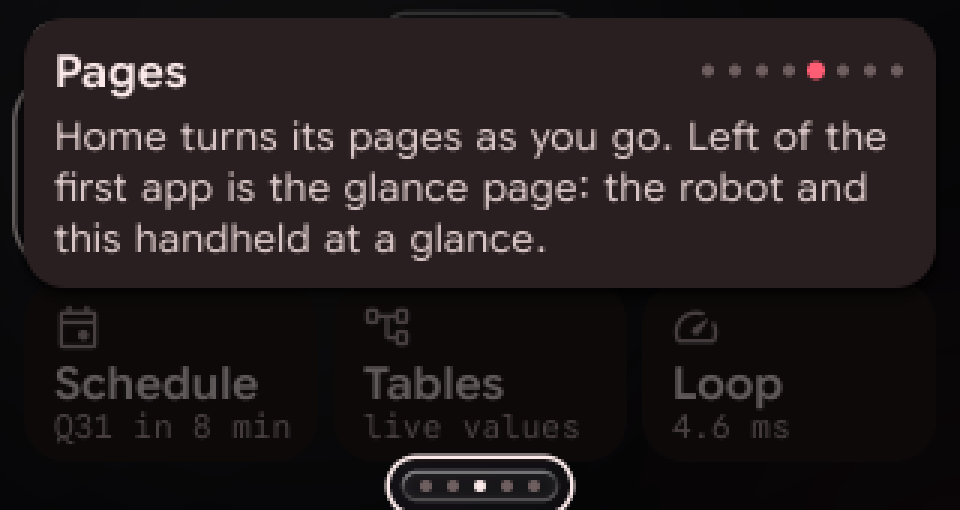 Pages
Home turns its pages as you go. Left of the
first app is the glance page: the robot and
this handheld at a glance.
Schedule
Q31 in 8 min
Tables
live values
Loop
4.6 ms